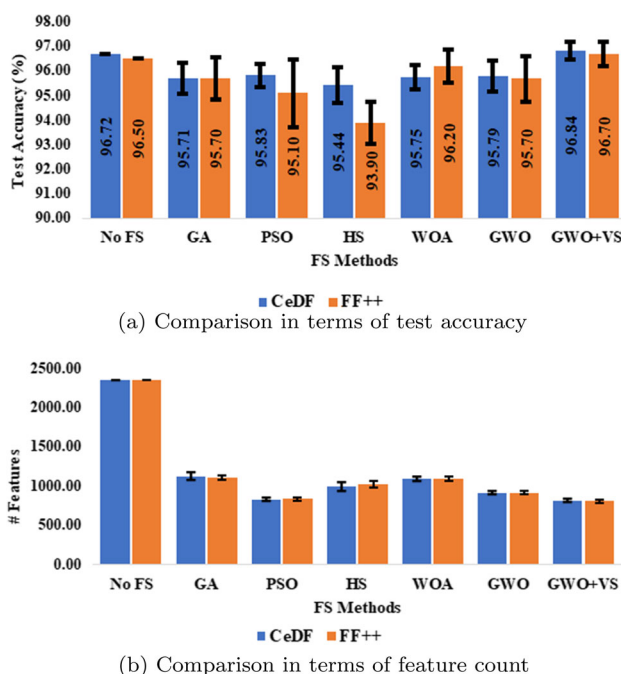 98.00
97.00
96.00
95.00
94.00
93.00
92.00
91.00
90.00
Test Accuracy (%)
96.72 96.50 95.71 95.70 95.83 95.10 95.44 93.90 95.75 96.20 95.79 95.70 96.84 96.70
No FS GA PSO HS WOA GWO GWO+VS
FS Methods
CeDF FF++
(a) Comparison in terms of test accuracy
2500.00
2000.00
1500.00
1000.00
500.00
0.00
# Features
No FS GA PSO HS WOA GWO GWO+VS
FS Methods
CeDF FF++
(b) Comparison in terms of feature count